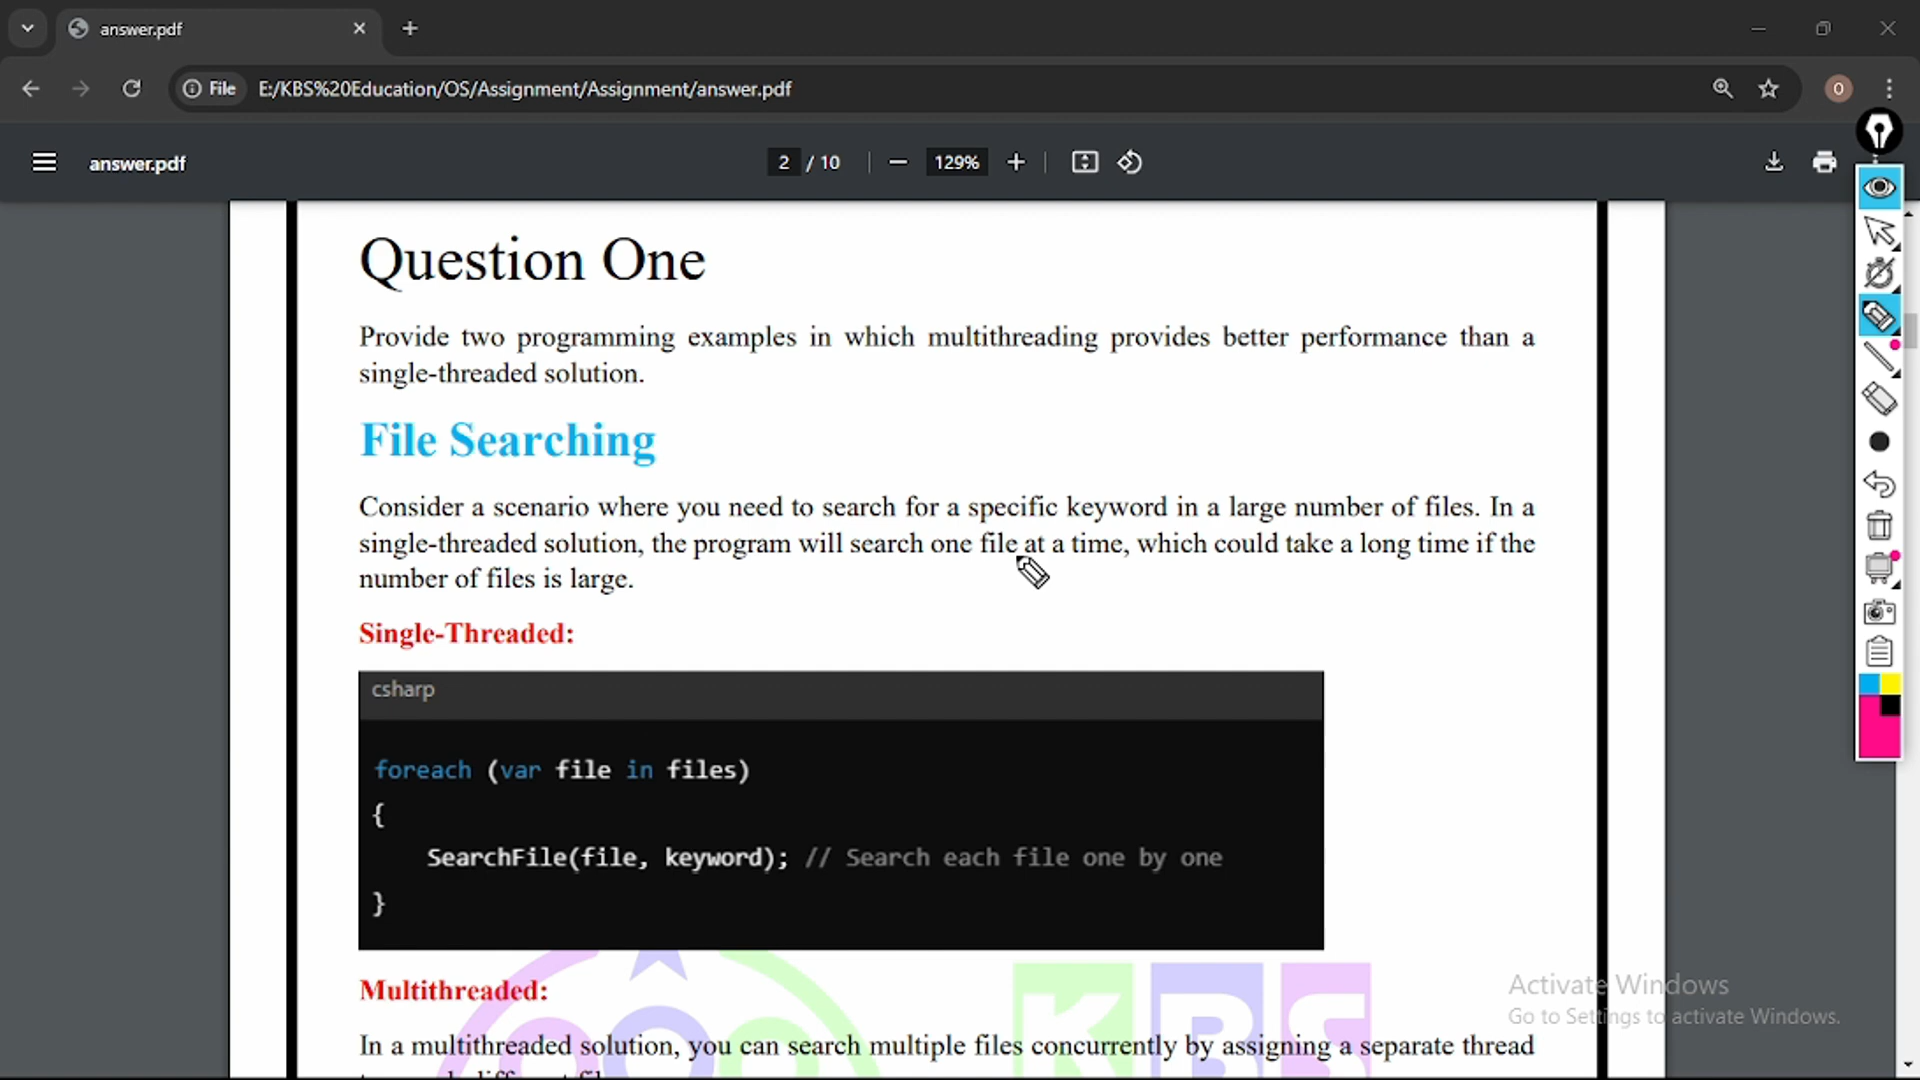 answer.pdf
File E:/KBS%20Education/OS/Assignment/Assignment/answer.pdf
O
answer.pdf
2 / 10
129%
Question One
Provide two programming examples in which multithreading provides better performance than a
single-threaded solution.
File Searching
Consider a scenario where you need to search for a specific keyword in a large number of files. In a
single-threaded solution, the program will search one file at a time, which could take a long time if the
number of files is large.
Single-Threaded:
csharp
foreach (var file in files)
{
SearchFile(file, keyword); // Search each file one by one
}
Multithreaded:
KBS
In a multithreaded solution, you can search multiple files concurrently by assigning a separate thread
Activate Windows
Go to Settings to activate Windows.